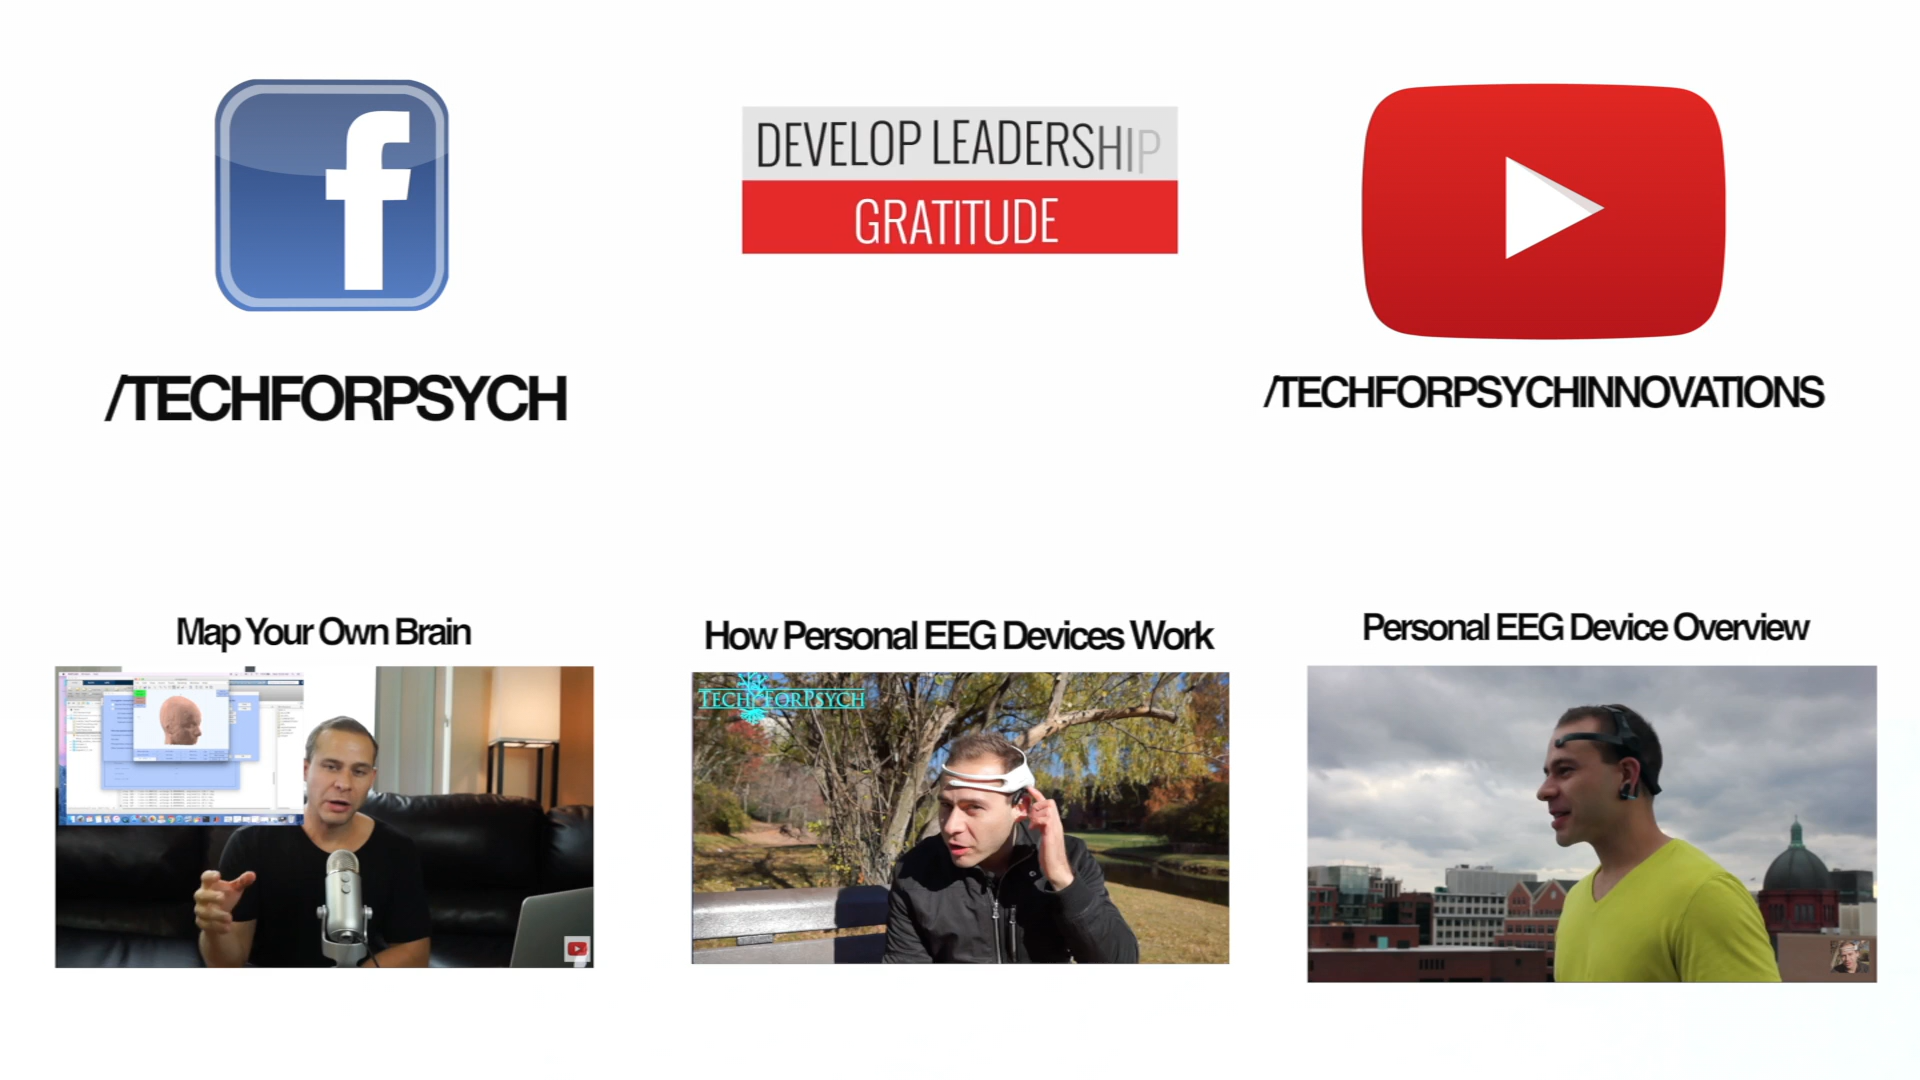 DEVELOP LEADERSHIP
GRATITUDE
/TECHFORPSYCH
/TECHFORPSYCHINNOVATIONS
Map Your Own Brain
How Personal EEG Devices Work
Personal EEG Device Overview
TECH FORPSYCH